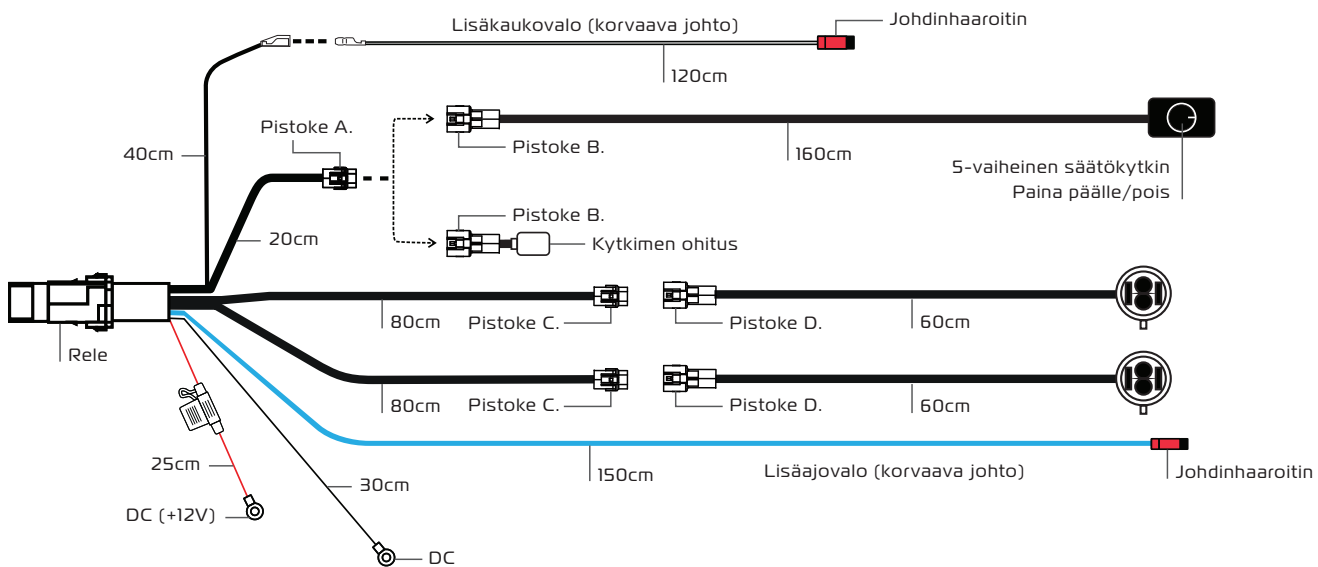 Lisäkaukovalo (korvaava johto)
Johdinhaaroitin
120cm
Pistoke A.
40cm
Pistoke B.
160cm
5-vaiheinen säätökytkin
Paina päälle/pois
Pistoke B.
20cm
Kytkimen ohitus
80cm
Pistoke C.
Pistoke D.
60cm
Rele
80cm
Pistoke C.
Pistoke D.
60cm
25cm
150cm
Lisäajovalo (korvaava johto)
Johdinhaaroitin
30cm
DC (+12V)
DC